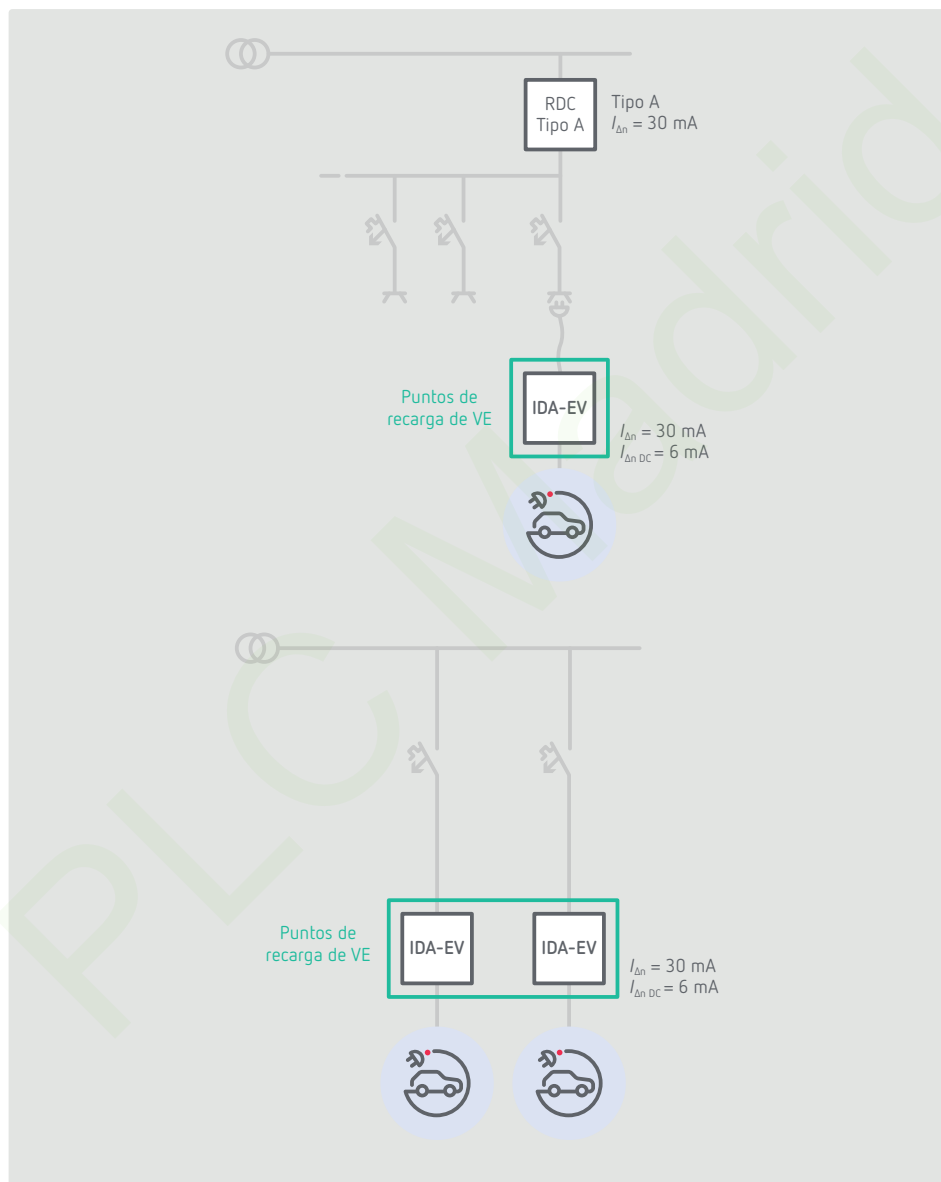 RDC
Tipo A
Tipo A
IΔn = 30 mA
Puntos de
recarga de VE
IDA-EV
IΔn = 30 mA
IΔn DC = 6 mA
Puntos de
recarga de VE
IDA-EV
IDA-EV
IΔn = 30 mA
IΔn DC = 6 mA
PLC Madrid